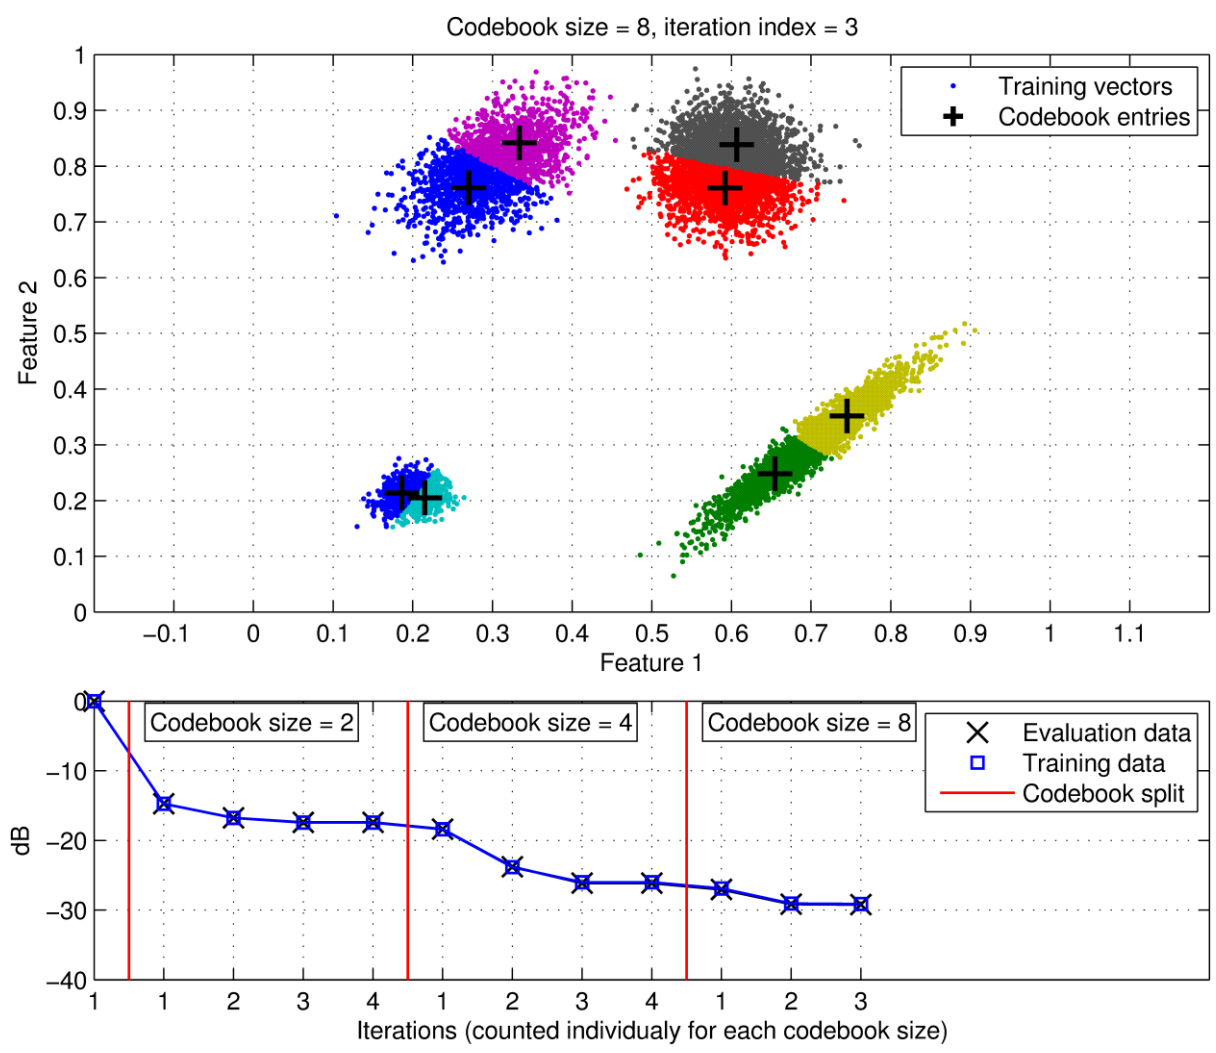 Codebook size = 8, iteration index = 3
1
0.9
0.8
0.7
0.6
0.5
0.4
0.3
0.2
0.1
0
Feature 2
Training vectors
Codebook entries
−0.1 0 0.1 0.2 0.3 0.4 0.5 0.6 0.7 0.8 0.9 1 1.1
Feature 1
0
−10
−20
−30
−40
dB
Codebook size = 2
Codebook size = 4
Codebook size = 8
Evaluation data
Training data
Codebook split
1 1 2 3 4 1 2 3 4 1 2 3
Iterations (counted individualy for each codebook size)